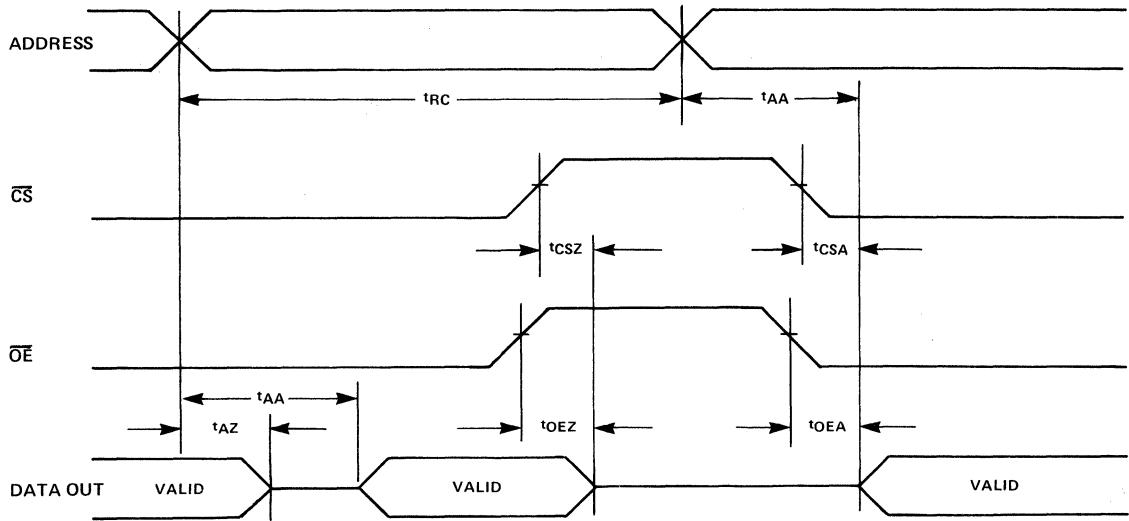 ADDRESS
tRC
tAA
CS
tCSZ
tCSA
OE
tAA
tAZ
tOEZ
tOEA
DATA OUT VALID VALID VALID